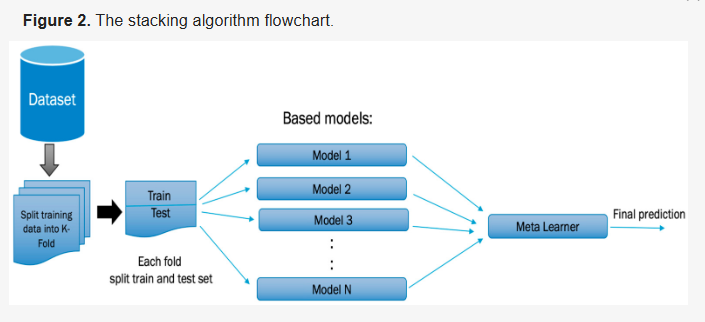 Figure 2. The stacking algorithm flowchart.
Dataset
Split training
data into K-
Fold
Train
Test
Each fold
split train and test set
Based models:
Model 1
Model 2
Model 3
:
:
Model N
Meta Learner
Final prediction